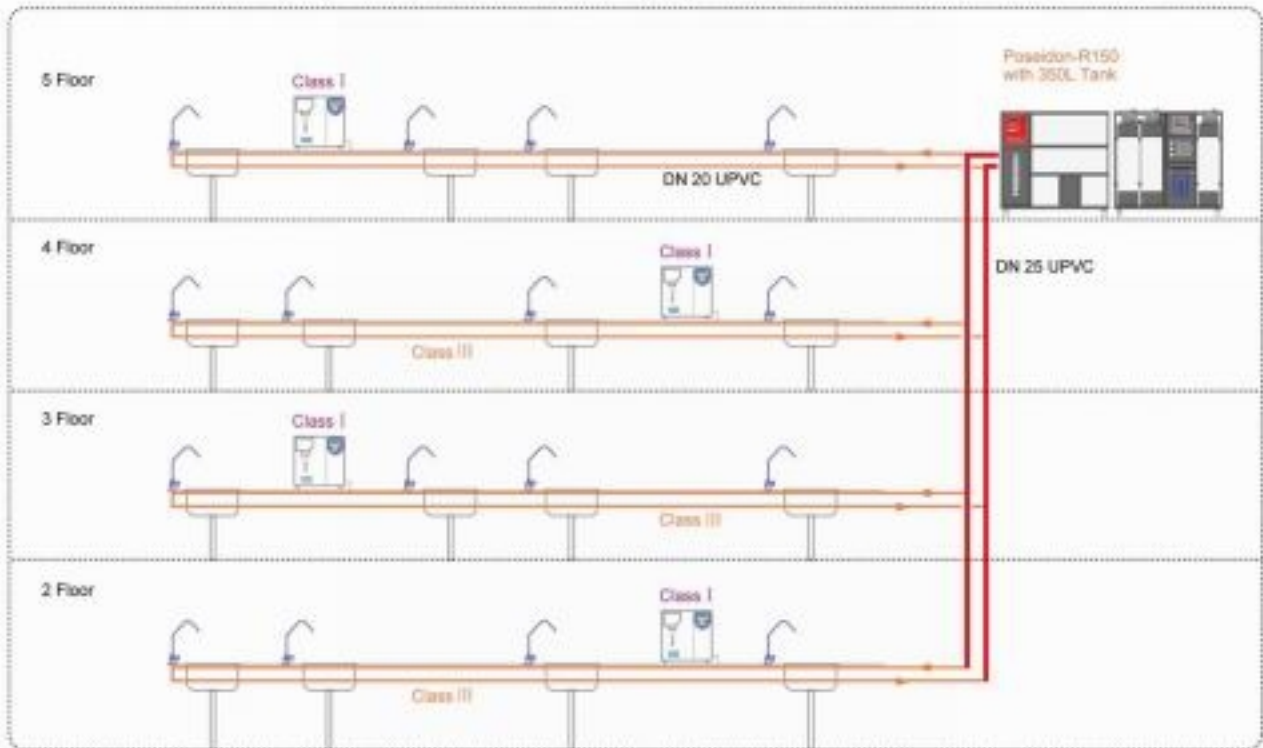 Poseidon-R150
with 350L Tank
5 Floor
Class I
DN 20 UPVC
4 Floor
Class I
DN 25 UPVC
Class III
3 Floor
Class I
Class III
2 Floor
Class I
Class III